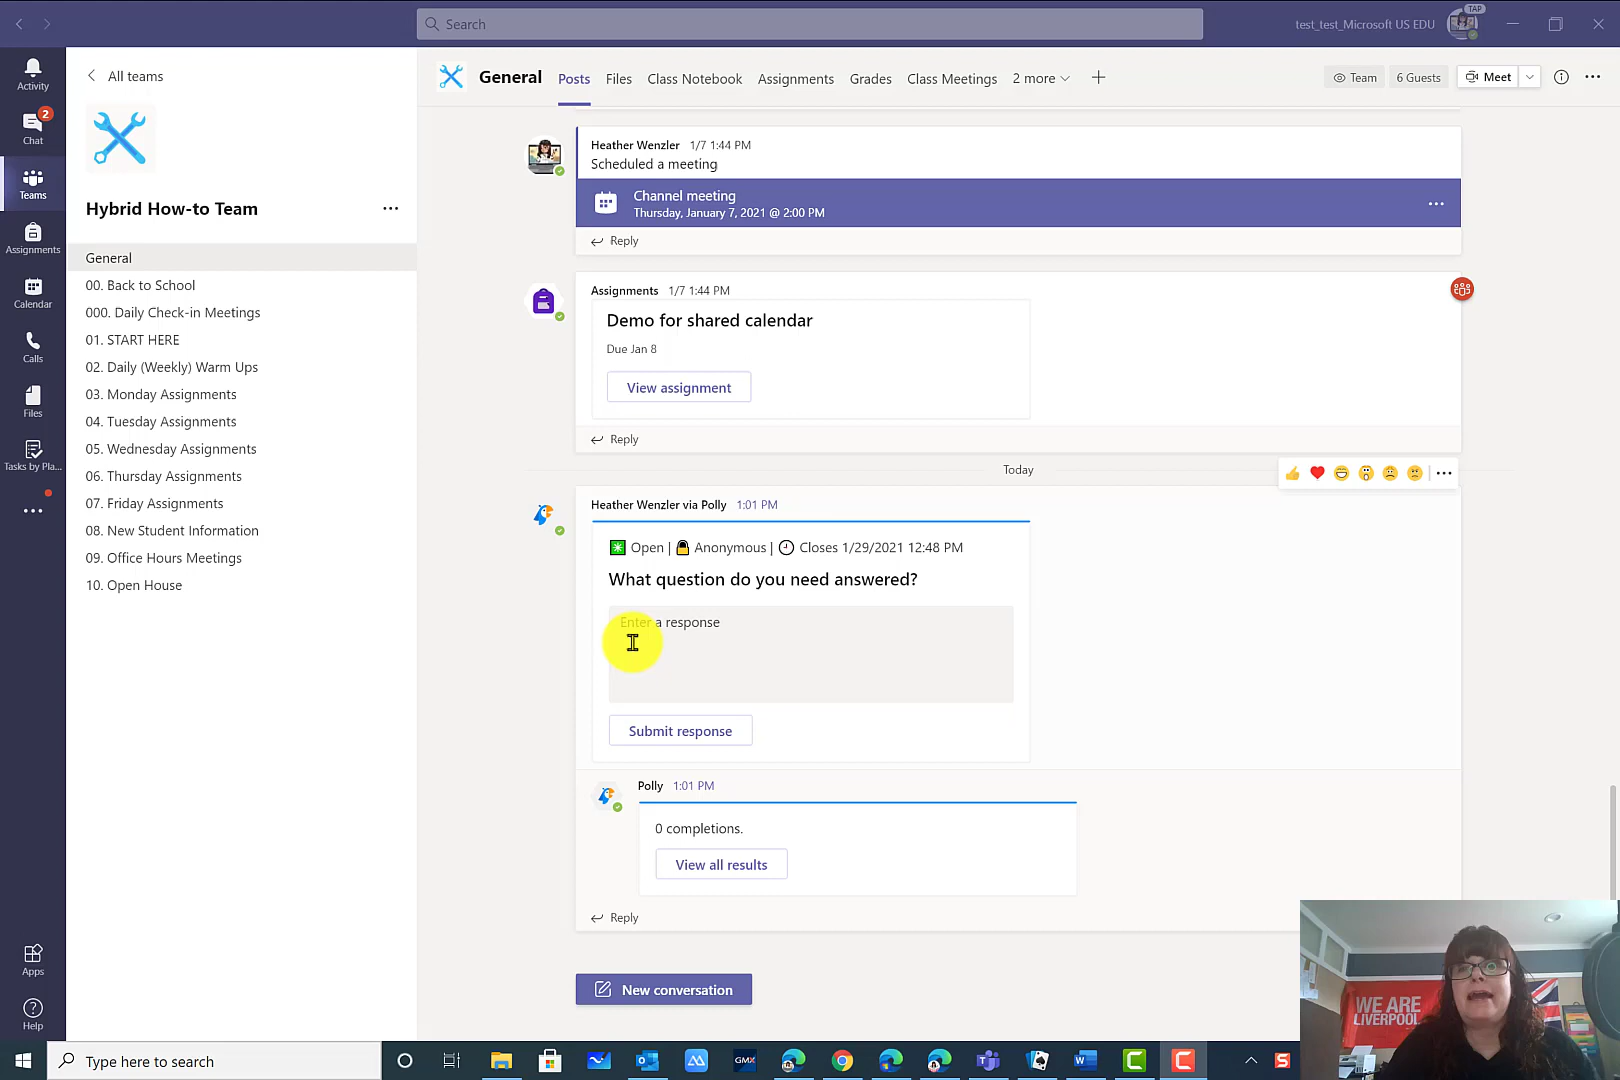 Search
test_test_Microsoft US EDU
TAP
Activity
2
Chat
Teams
Assignments
Calendar
Calls
Files
Tasks by Pla...
Apps
Help
All teams
Hybrid How-to Team
General
00. Back to School
000. Daily Check-in Meetings
01. START HERE
02. Daily (Weekly) Warm Ups
03. Monday Assignments
04. Tuesday Assignments
05. Wednesday Assignments
06. Thursday Assignments
07. Friday Assignments
08. New Student Information
09. Office Hours Meetings
10. Open House
General Posts Files Class Notebook Assignments Grades Class Meetings 2 more
Team 6 Guests Meet
Heather Wenzler 1/7 1:44 PM
Scheduled a meeting
Channel meeting
Thursday, January 7, 2021 @ 2:00 PM
Reply
Assignments 1/7 1:44 PM
Demo for shared calendar
Due Jan 8
View assignment
Reply
Today
Heather Wenzler via Polly 1:01 PM
Open | Anonymous | Closes 1/29/2021 12:48 PM
What question do you need answered?
Enter a response
Submit response
Polly 1:01 PM
0 completions.
View all results
Reply
New conversation
WE ARE
LIVERPOOL
Type here to search
GMX